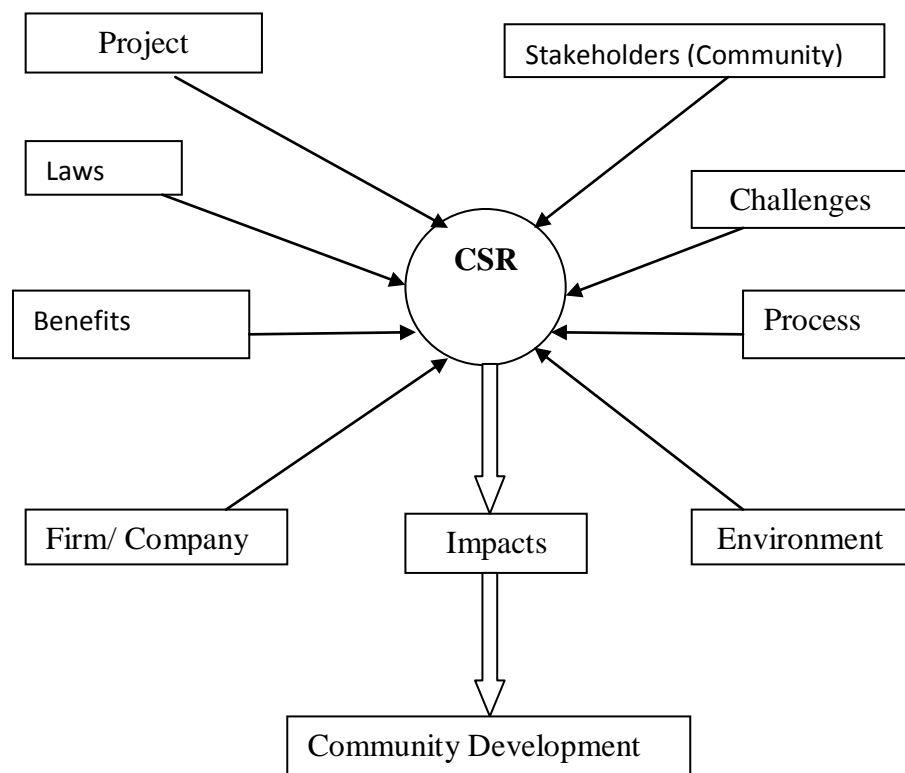 Project
Stakeholders (Community)
Laws
Challenges
CSR
Benefits
Process
Firm/ Company
Impacts
Environment
Community Development